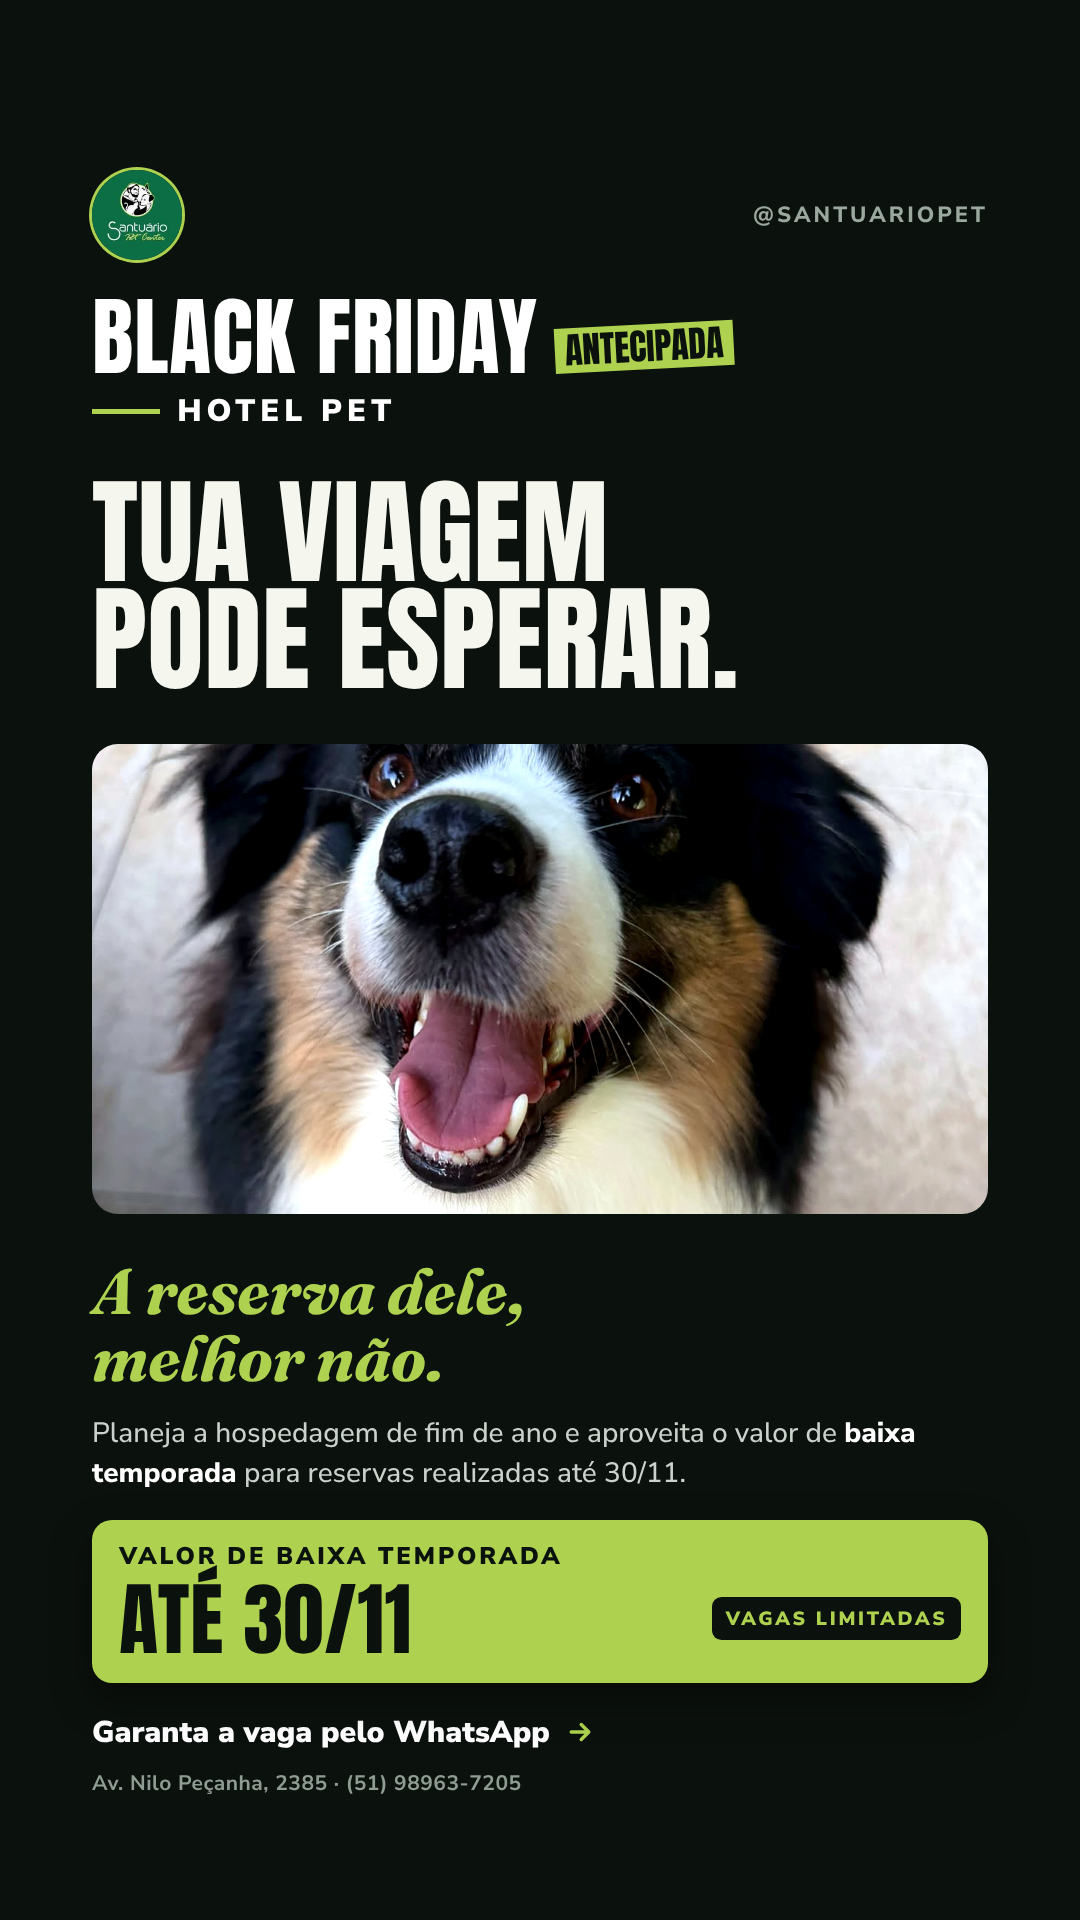 Santuário
Pet Center
@SANTUARIOPET
BLACK FRIDAY ANTECIPADA
HOTEL PET
TUA VIAGEM
PODE ESPERAR.
A reserva dele,
melhor não.
Planeja a hospedagem de fim de ano e aproveita o valor de baixa
temporada para reservas realizadas até 30/11.
VALOR DE BAIXA TEMPORADA
ATÉ 30/11
VAGAS LIMITADAS
Garanta a vaga pelo WhatsApp →
Av. Nilo Peçanha, 2385 · (51) 98963-7205